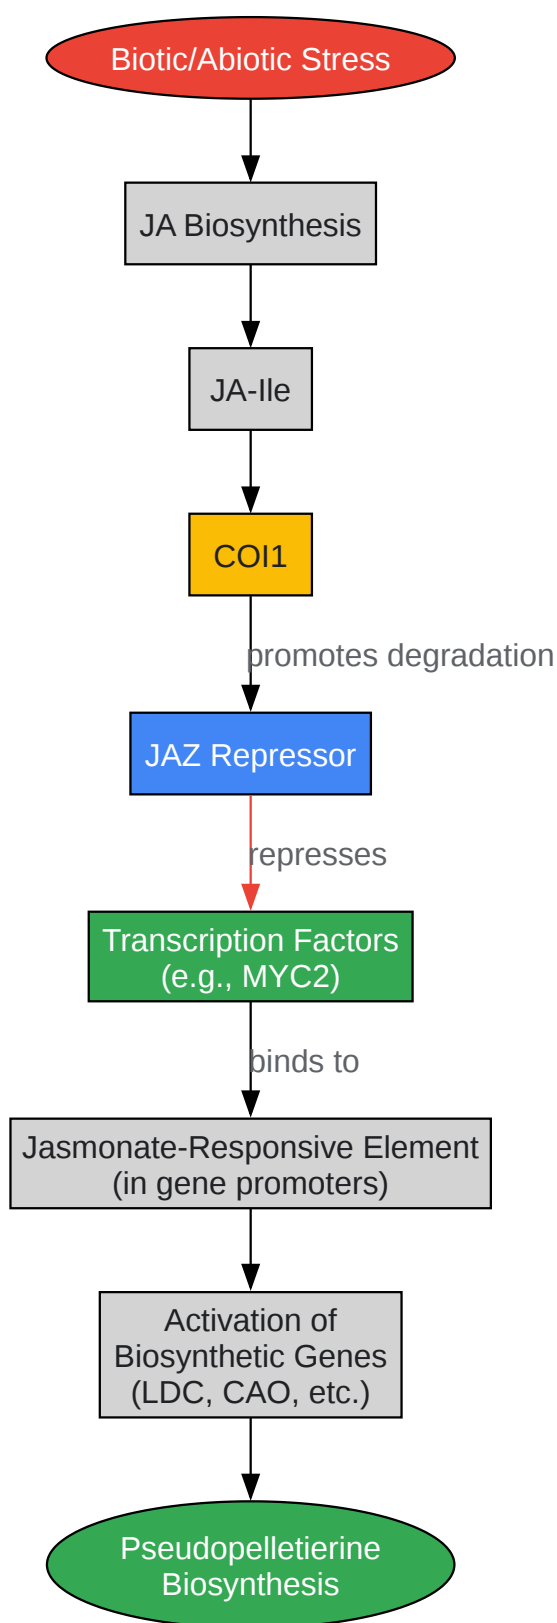 Biotic/Abiotic Stress
JA Biosynthesis
JA-Ile
COI1
promotes degradation
JAZ Repressor
represses
Transcription Factors
(e.g., MYC2)
binds to
Jasmonate-Responsive Element
(in gene promoters)
Activation of
Biosynthetic Genes
(LDC, CAO, etc.)
Pseudopelletierine
Biosynthesis